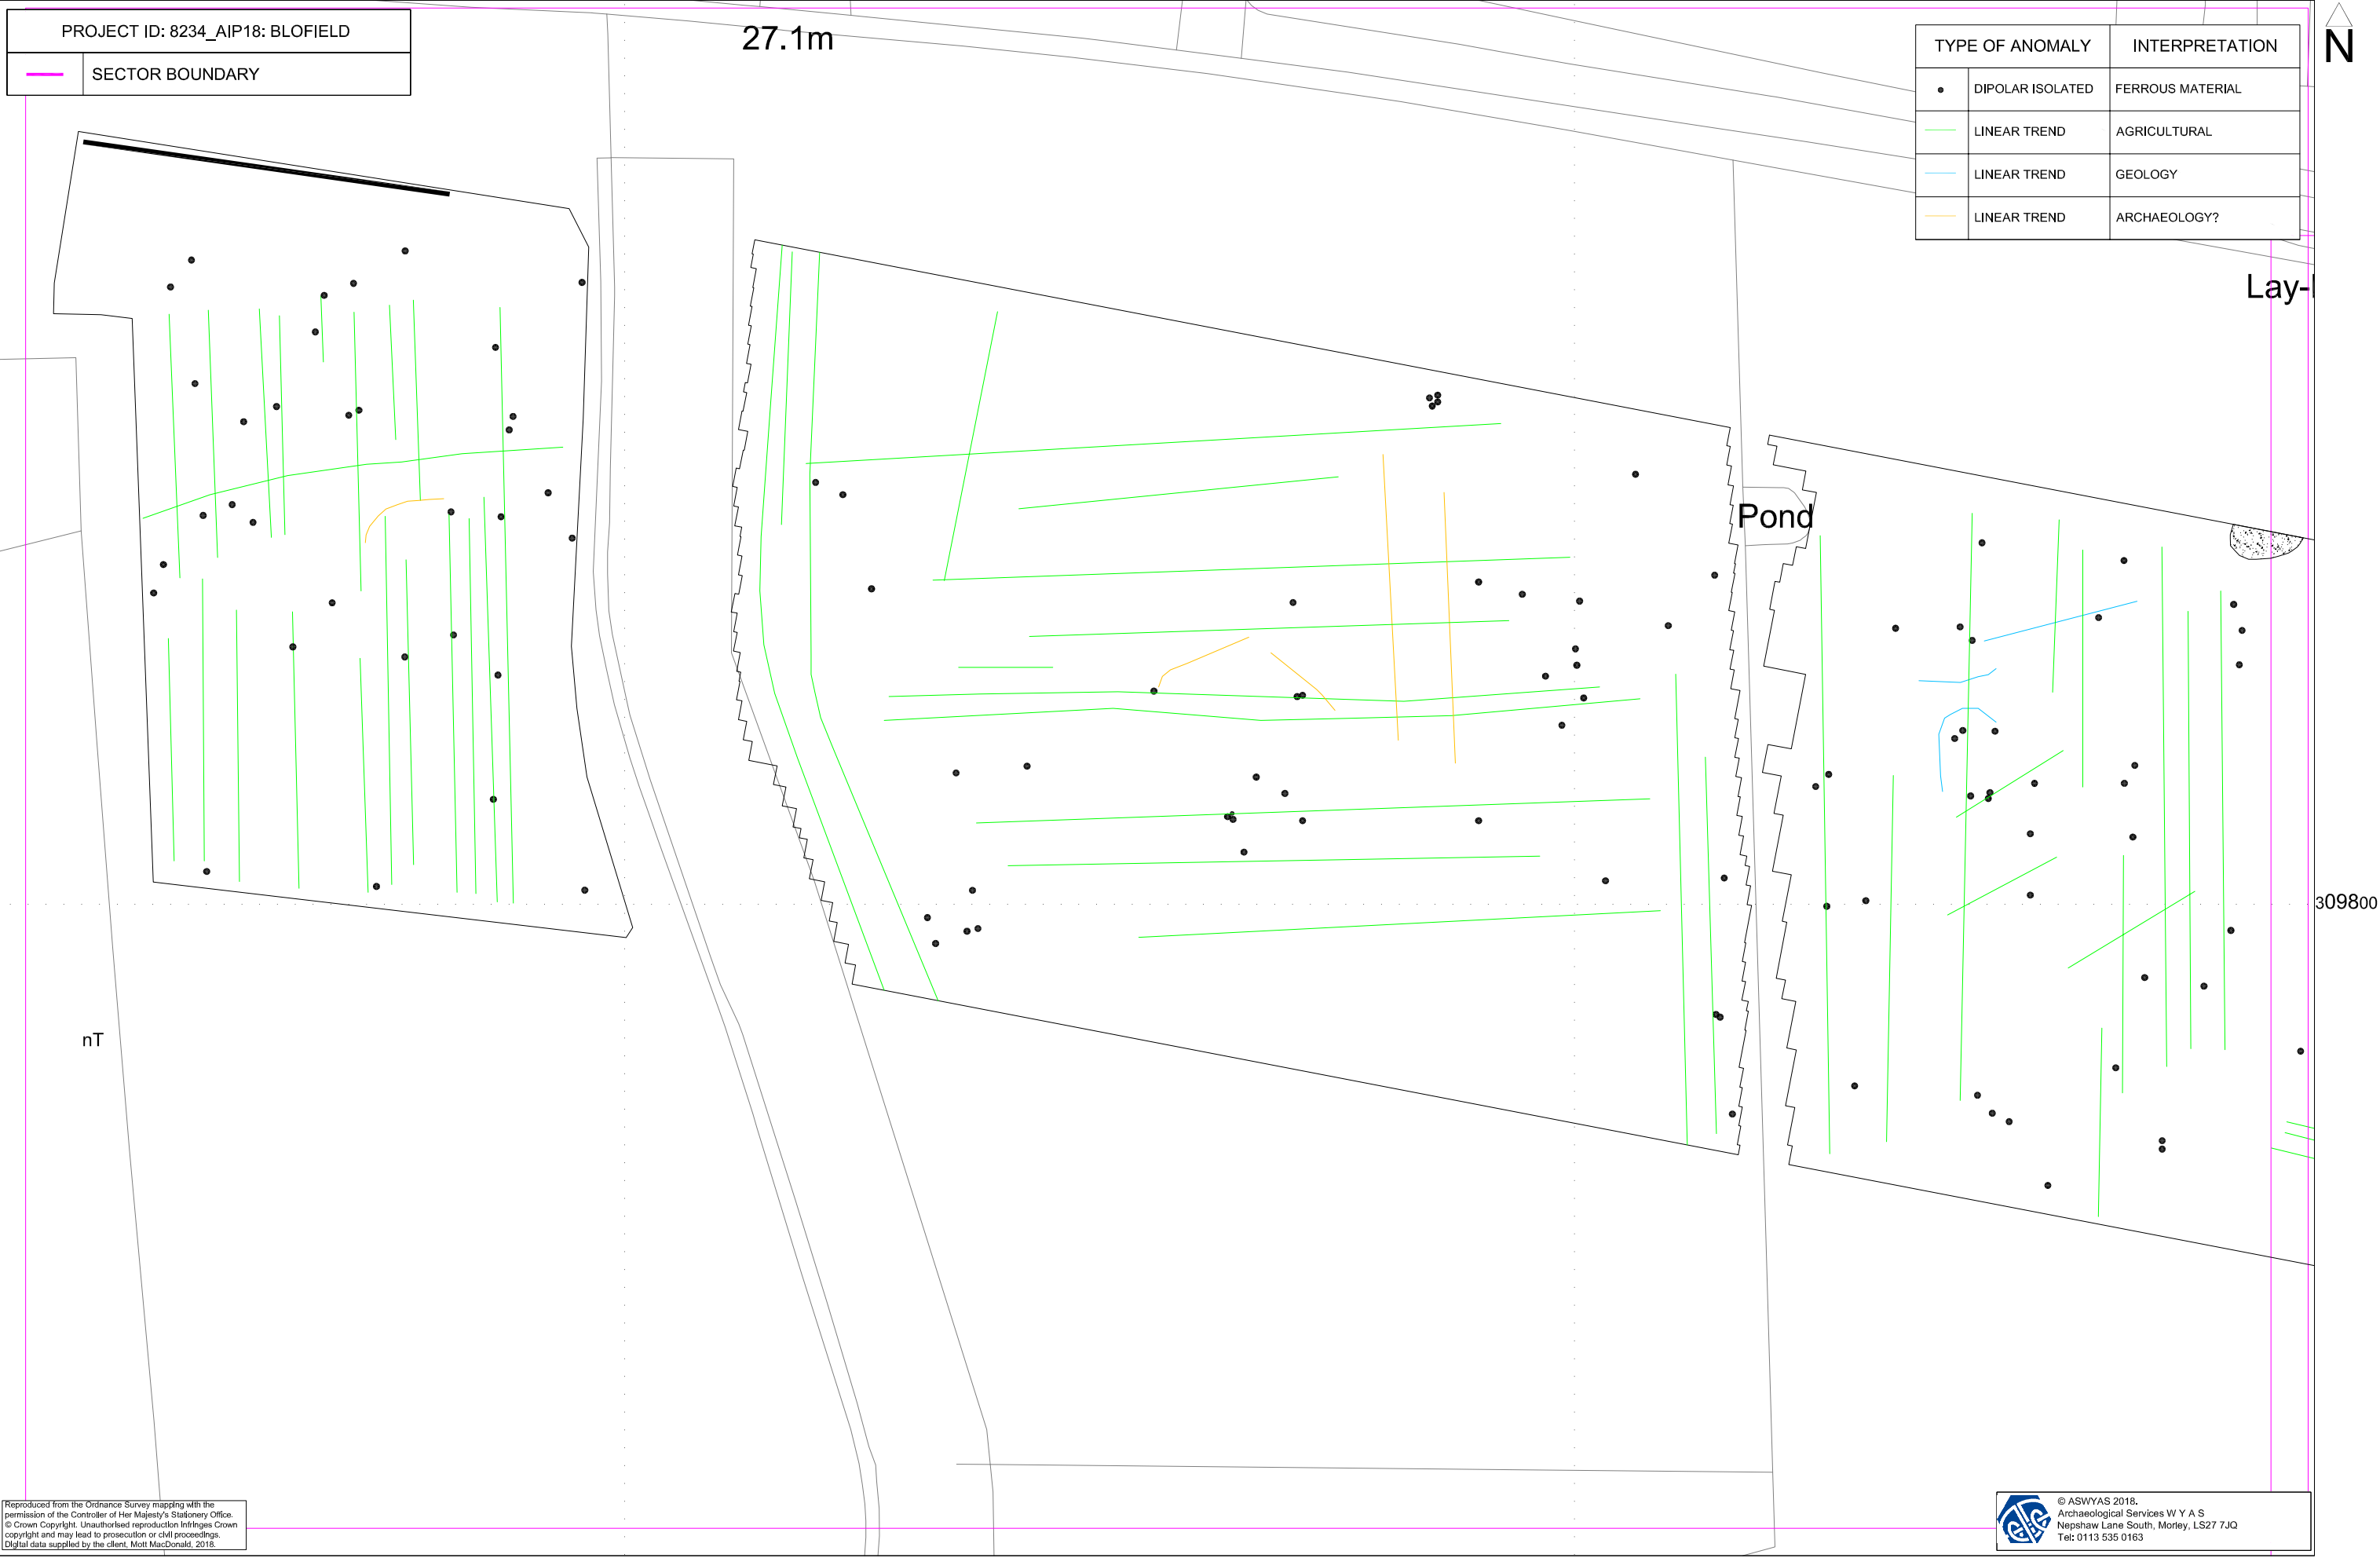 PROJECT ID: 8234_AIP18: BLOFIELD
SECTOR BOUNDARY
27.1m
TYPE OF ANOMALY INTERPRETATION
DIPOLAR ISOLATED FERROUS MATERIAL
LINEAR TREND AGRICULTURAL
LINEAR TREND GEOLOGY
LINEAR TREND ARCHAEOLOGY?
N
Lay-
Pond
309800
nT
Reproduced from the Ordnance Survey mapping with the
permission of the Controller of Her Majesty's Stationery Office.
© Crown Copyright. Unauthorised reproduction infringes Crown
copyright and may lead to prosecution or civil proceedings.
Digital data supplied by the client, Mott MacDonald, 2018.
© ASWYAS 2018.
Archaeological Services W Y A S
Nepshaw Lane South, Morley, LS27 7JQ
Tel: 0113 535 0163